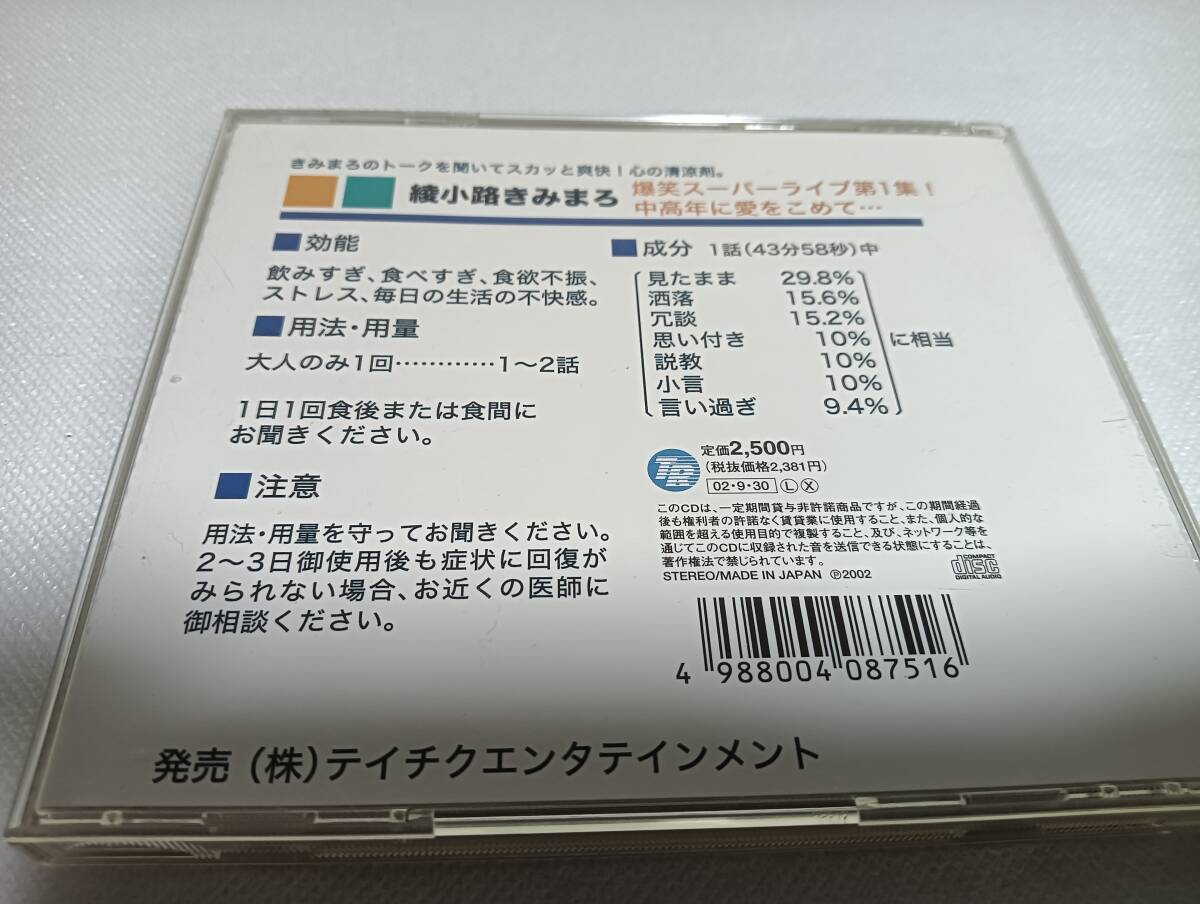 きみまろのトークを聞いてスカッと爽快！心の清涼剤。
綾小路きみまろ
爆笑スーパーライブ第1集！
中高年に愛をこめて…
効能
飲みすぎ、食べすぎ、食欲不振、
ストレス、毎日の生活の不快感。
用法・用量
大人のみ1回…………1〜2話
1日1回食後または食間に
お聞きください。
注意
用法・用量を守ってお聞きください。
2〜3日御使用後も症状に回復が
みられない場合、お近くの医師に
御相談ください。
成分 1話(43分58秒)中
見たまま 29.8%
洒落 15.6%
冗談 15.2%
思い付き 10% に相当
説教 10%
小言 10%
言い過ぎ 9.4%
TR
定価2,500円
(税抜価格2,381円)
02・9・30 Ⓛ Ⓧ
このCDは、一定期間貸与非許諾商品ですが、この期間経過
後も権利者の許諾なく賃貸業に使用すること、また、個人的な
範囲を超える使用目的で複製すること、及び、ネットワーク等を
通じてこのCDに収録された音を送信できる状態にすることは、
著作権法で禁じられています。
STEREO/MADE IN JAPAN ℗2002
COMPACT
disc
DIGITAL AUDIO
4 988004 087516
発売 (株)テイチクエンタテインメント